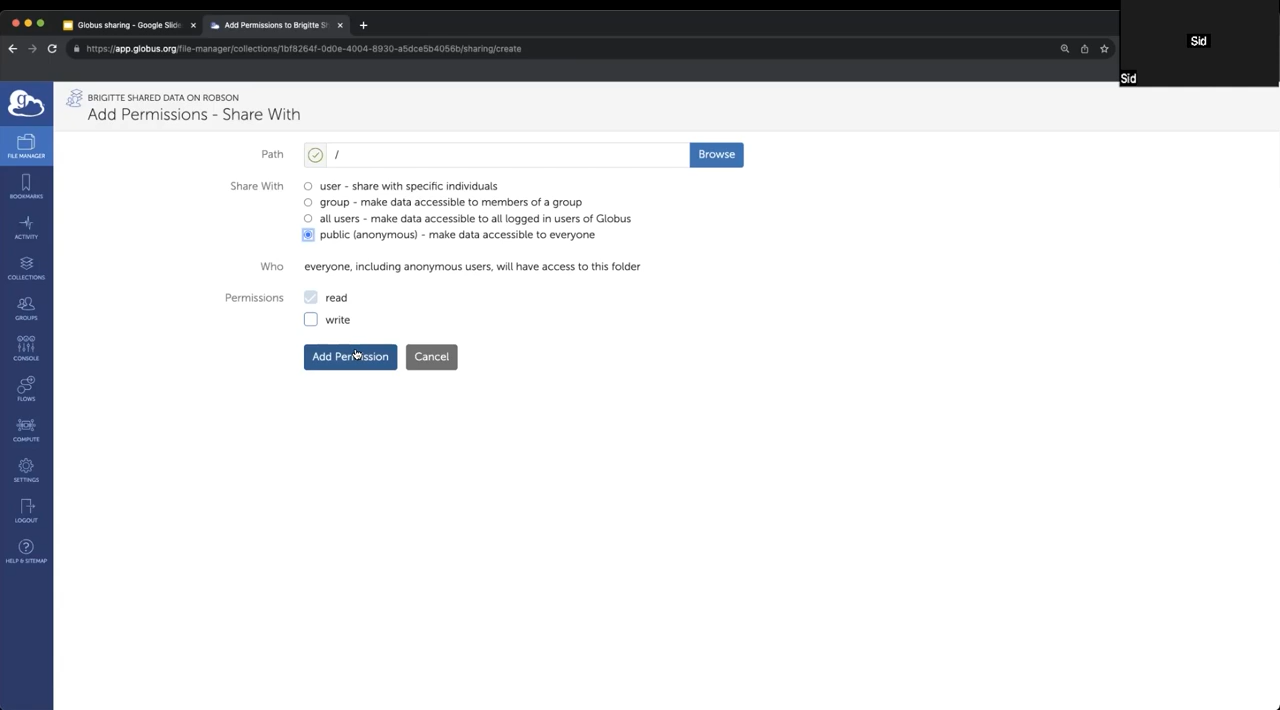 Globus sharing - Google Slide
Add Permissions to Brigitte S
https://app.globus.org/file-manager/collections/1bf8264f-0d0e-4004-8930-a5dce5b4056b/sharing/create
Sid
Sid
BRIGITTE SHARED DATA ON ROBSON
Add Permissions - Share With
FILE MANAGER
BOOKMARKS
ACTIVITY
COLLECTIONS
GROUPS
CONSOLE
FLOWS
COMPUTE
SETTINGS
LOGOUT
HELP & SITEMAP
Path / Browse
Share With user - share with specific individuals
group - make data accessible to members of a group
all users - make data accessible to all logged in users of Globus
public (anonymous) - make data accessible to everyone
Who everyone, including anonymous users, will have access to this folder
Permissions read
write
Add Permission Cancel